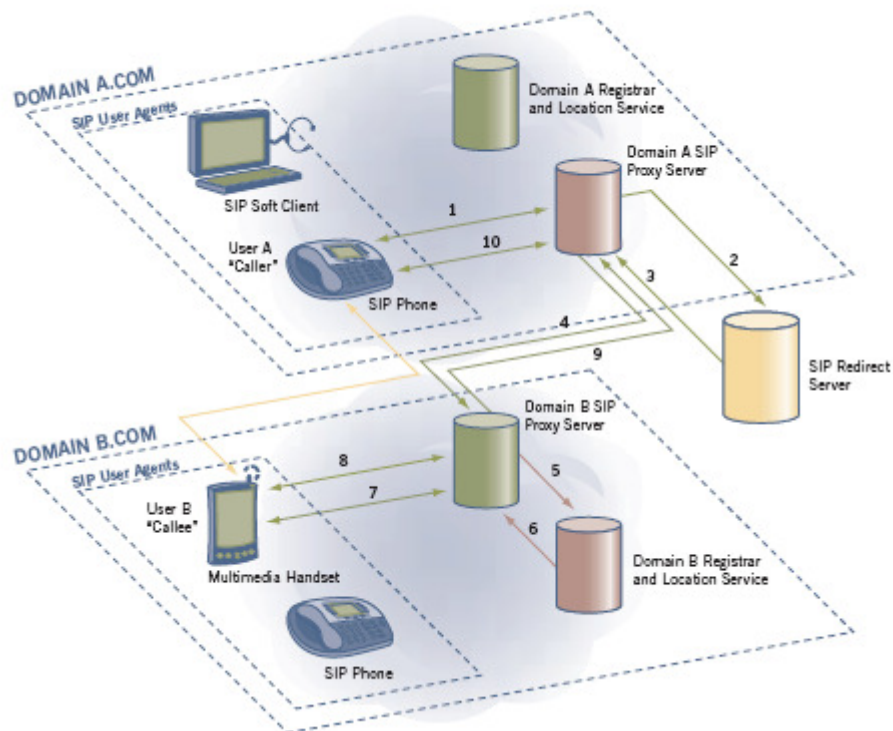 DOMAIN A.COM
SIP User Agents
SIP Soft Client
User A
"Caller"
SIP Phone
Domain A Registrar
and Location Service
Domain A SIP
Proxy Server
1
10
2
3
4
9
SIP Redirect
Server
DOMAIN B.COM
SIP User Agents
User B
"Callee"
Multimedia Handset
SIP Phone
Domain B SIP
Proxy Server
8
7
5
6
Domain B Registrar
and Location Service